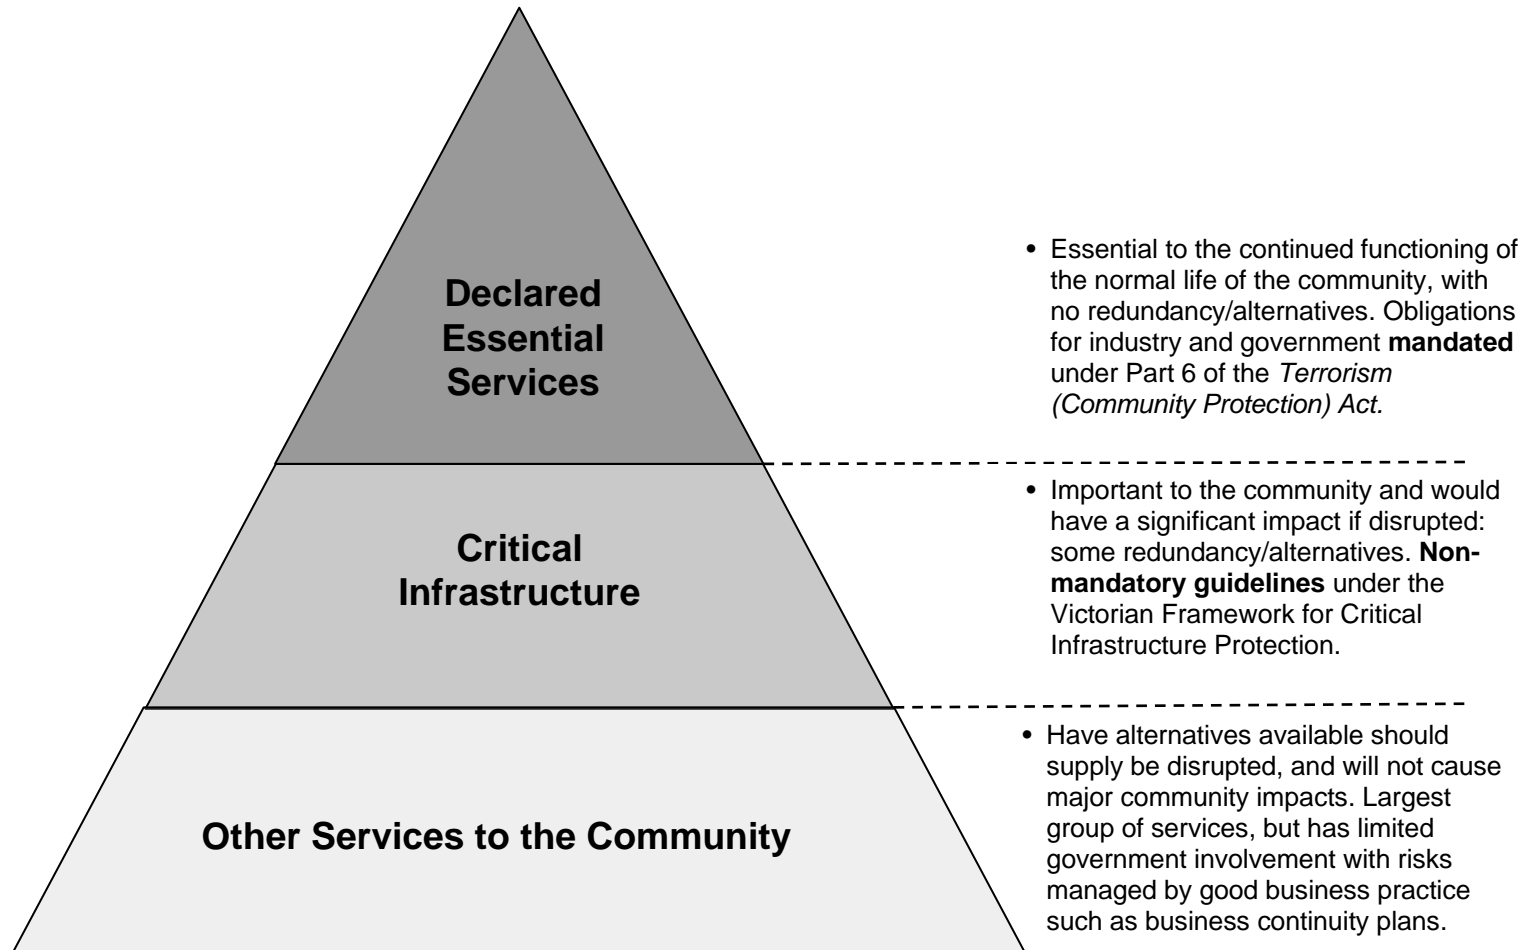 Declared
Essential
Services
• Essential to the continued functioning of
the normal life of the community, with
no redundancy/alternatives. Obligations
for industry and government mandated
under Part 6 of the Terrorism
(Community Protection) Act.
Critical
Infrastructure
• Important to the community and would
have a significant impact if disrupted:
some redundancy/alternatives. Non-
mandatory guidelines under the
Victorian Framework for Critical
Infrastructure Protection.
Other Services to the Community
• Have alternatives available should
supply be disrupted, and will not cause
major community impacts. Largest
group of services, but has limited
government involvement with risks
managed by good business practice
such as business continuity plans.